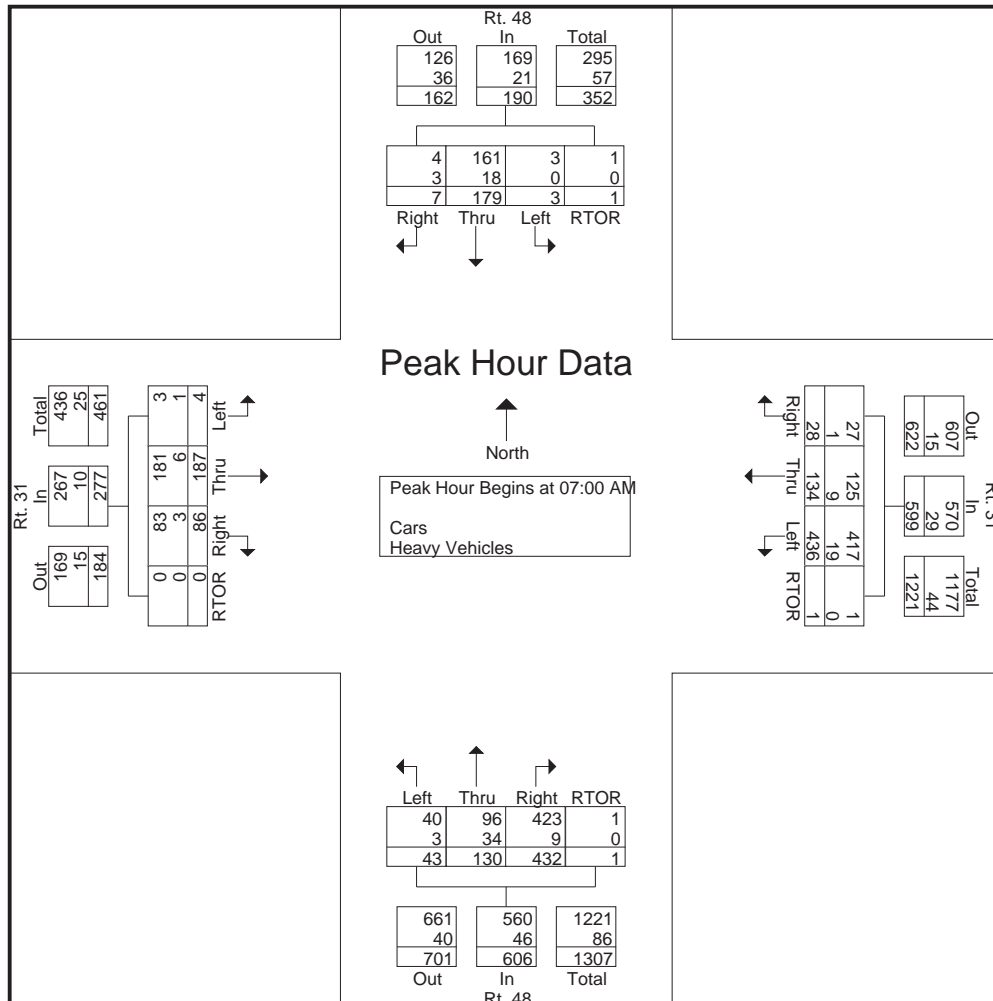 Rt. 48
Out In Total
126 169 295
36 21 57
162 190 352
4 161 3 1
3 18 0 0
7 179 3 1
Right Thru Left RTOR
Peak Hour Data
North
Peak Hour Begins at 07:00 AM
Cars
Heavy Vehicles
Rt. 31
Out In Total
169 267 436
15 10 25
184 277 461
RTOR Right Thru Left
0 83 181 3
0 3 6 1
0 86 187 4
Rt. 31
Out In Total
607 570 1177
15 29 44
622 599 1221
27 125 417 1
1 9 19 0
28 134 436 1
Right Thru Left RTOR
Left Thru Right RTOR
40 96 423 1
3 34 9 0
43 130 432 1
661 560 1221
40 46 86
701 606 1307
Out In Total
Rt. 48